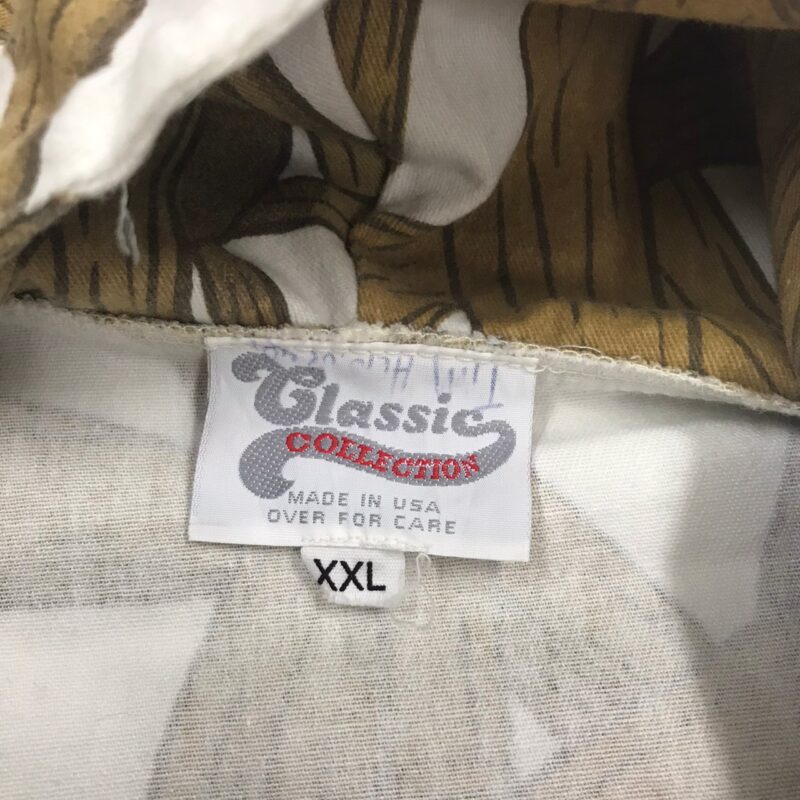 Classic
COLLECTION
MADE IN USA
OVER FOR CARE
XXL